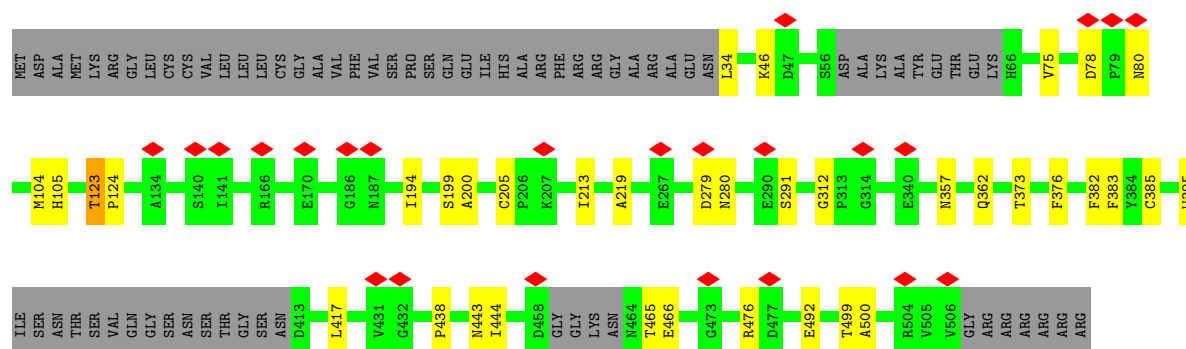 MET ASP ALA MET LYS ARG GLY LEU CYS CYS VAL LEU LEU LEU CYS GLY ALA VAL PHE VAL SER PRO SER GLN GLU ILE HIS ALA ARG PHE ARG ARG GLY ALA ARG ALA GLU ASN L34 K46 D47 S56 ASP ALA LYS ALA TYR GLU THR GLU LYS H66 V75 D78 P79 N80
M104 H105 T123 P124 A134 S140 I141 R166 E170 G186 N187 I194 S199 A200 C205 P206 K207 I213 A219 E267 D279 N280 E290 S291 G312 P313 G314 E340 N357 Q362 T373 F376 F382 F383 Y384 C385
ILE SER ASN THR SER VAL GLN GLY SER ASN SER THR GLY SER ASN D413 L417 V431 G432 P438 N443 I444 D458 GLY GLY LYS ASN N464 T465 E466 G473 R476 D477 E492 T499 A500 R504 V505 V506 GLY ARG ARG ARG ARG ARG ARG